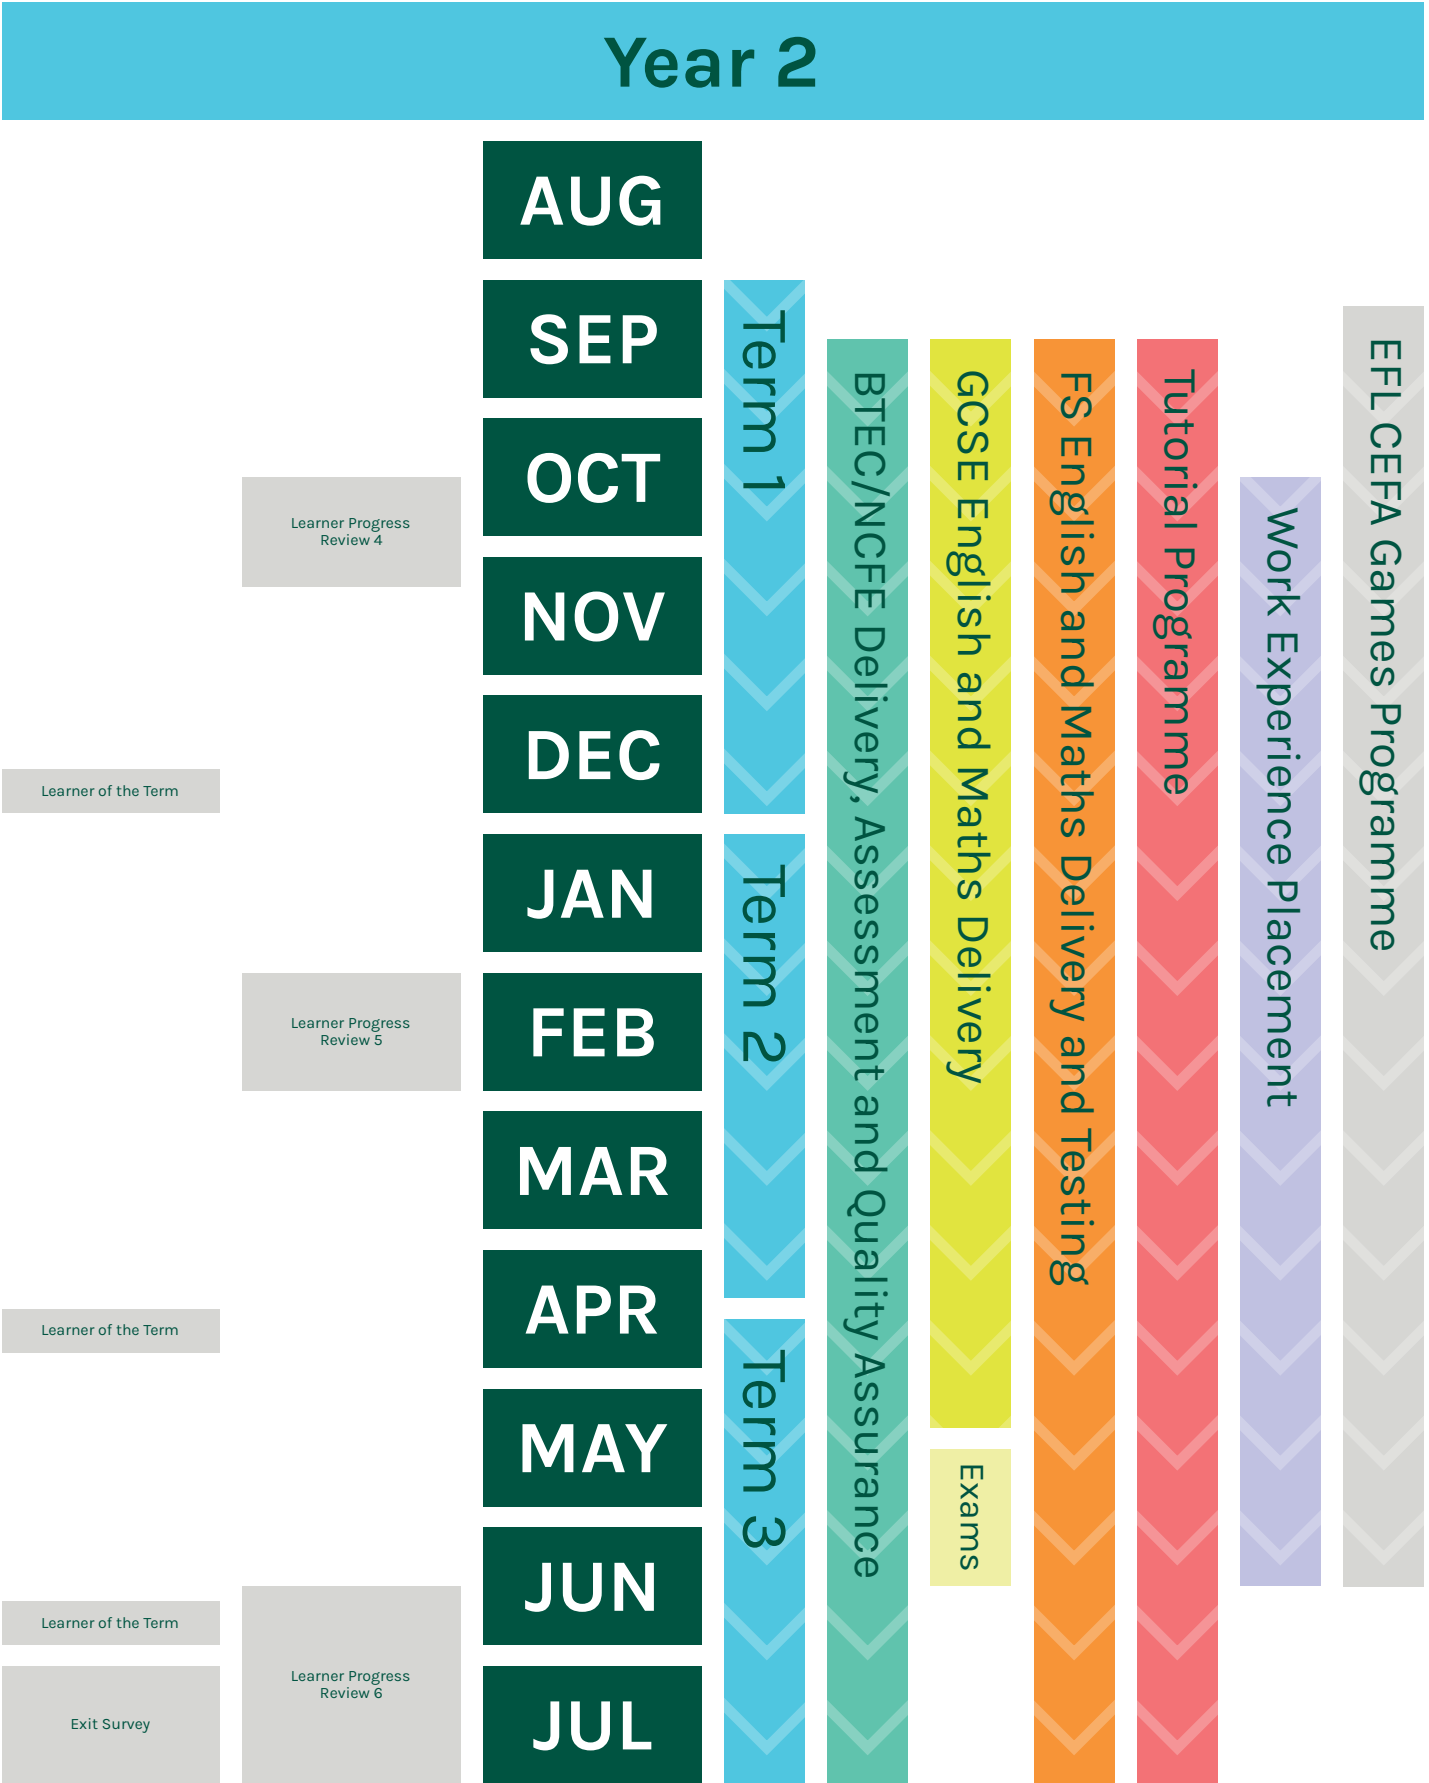 Year 2
AUG
SEP
OCT
NOV
DEC
JAN
FEB
MAR
APR
MAY
JUN
JUL
Learner of the Term
Learner of the Term
Learner of the Term
Exit Survey
Learner Progress
Review 4
Learner Progress
Review 5
Learner Progress
Review 6
Term 1
Term 2
Term 3
BTEC/NCFE Delivery, Assessment and Quality Assurance
GCSE English and Maths Delivery
Exams
FS English and Maths Delivery and Testing
Tutorial Programme
Work Experience Placement
EFL CEFA Games Programme